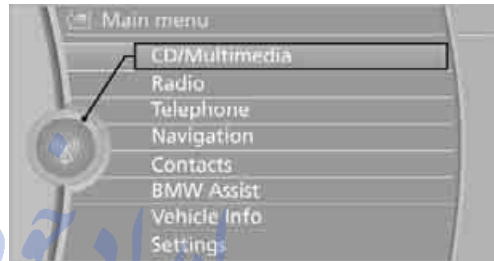 Main menu
CD/Multimedia
Radio
Telephone
Navigation
Contacts
BMW Assist
Vehicle Info
Settings